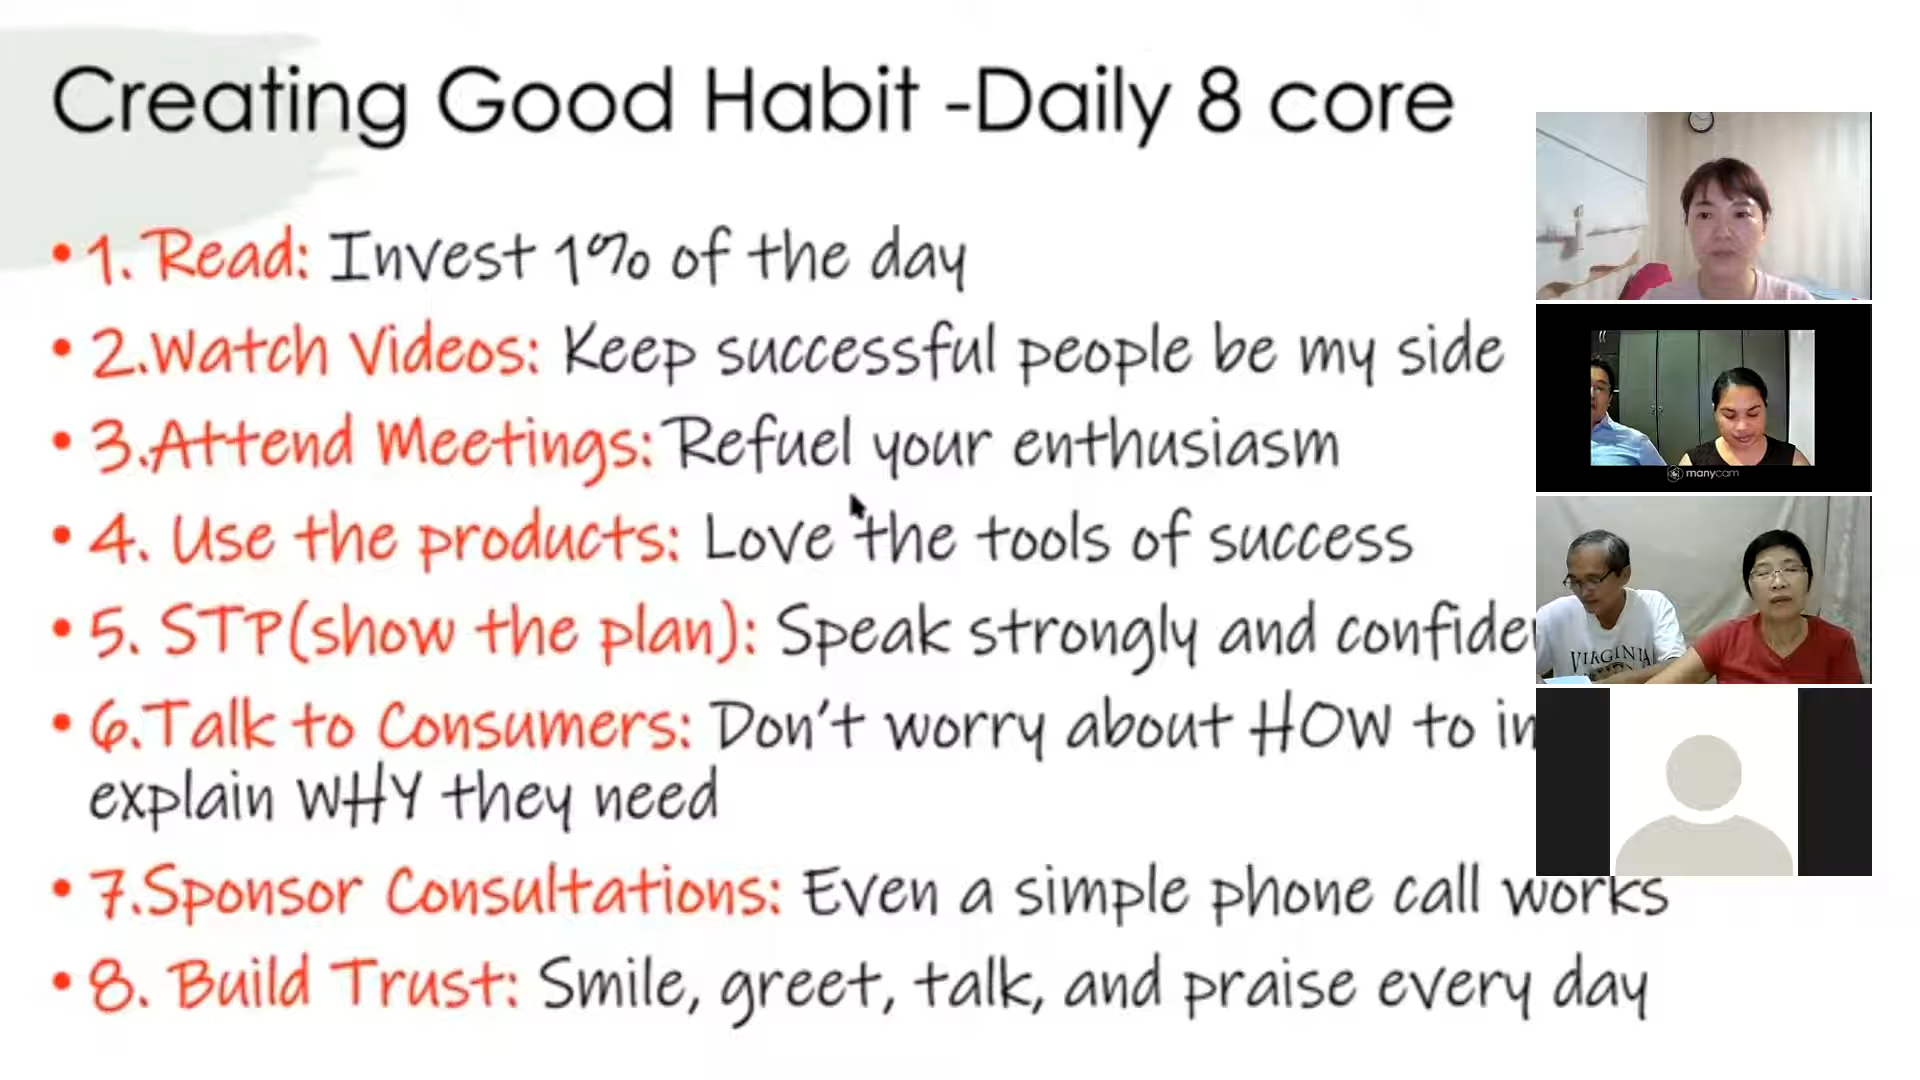 Creating Good Habit -Daily 8 core
• 1. Read: Invest 1% of the day
• 2.Watch Videos: Keep successful people be my side
• 3.Attend Meetings: Refuel your enthusiasm
• 4. Use the products: Love the tools of success
• 5. STP(show the plan): Speak strongly and
• 6.Talk to Consumers: Don't worry about HOW to
explain WHY they need
• 7.Sponsor Consultations: Even a simple phone call works
• 8. Build Trust: Smile, greet, talk, and praise every day
manycam
VIRGINIA